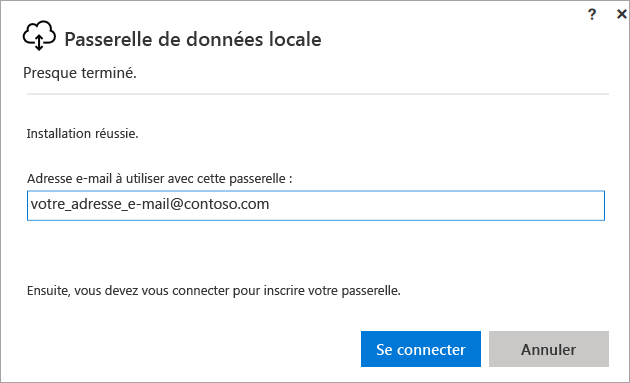 ? ×
Passerelle de données locale
Presque terminé.
Installation réussie.
Adresse e-mail à utiliser avec cette passerelle :
votre_adresse_e-mail@contoso.com
Ensuite, vous devez vous connecter pour inscrire votre passerelle.
Se connecter Annuler